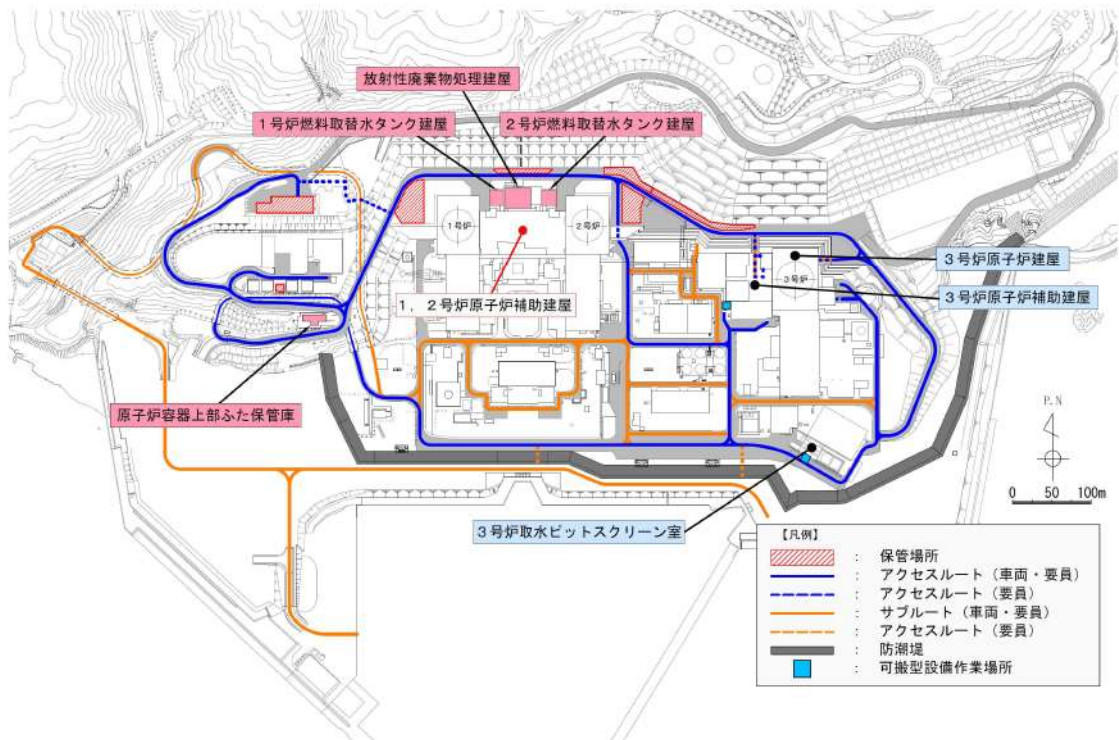 放射性廃棄物処理建屋
1号炉燃料取替水タンク建屋
2号炉燃料取替水タンク建屋
1号炉
2号炉
3号炉
3号炉原子炉建屋
3号炉原子炉補助建屋
1,2号炉原子炉補助建屋
原子炉容器上部ふた保管庫
3号炉取水ピットスクリーン室
P.N
0 50 100m
【凡例】
: 保管場所
: アクセスルート(車両・要員)
: アクセスルート(要員)
: サブルート(車両・要員)
: アクセスルート(要員)
: 防潮堤
: 可搬型設備作業場所